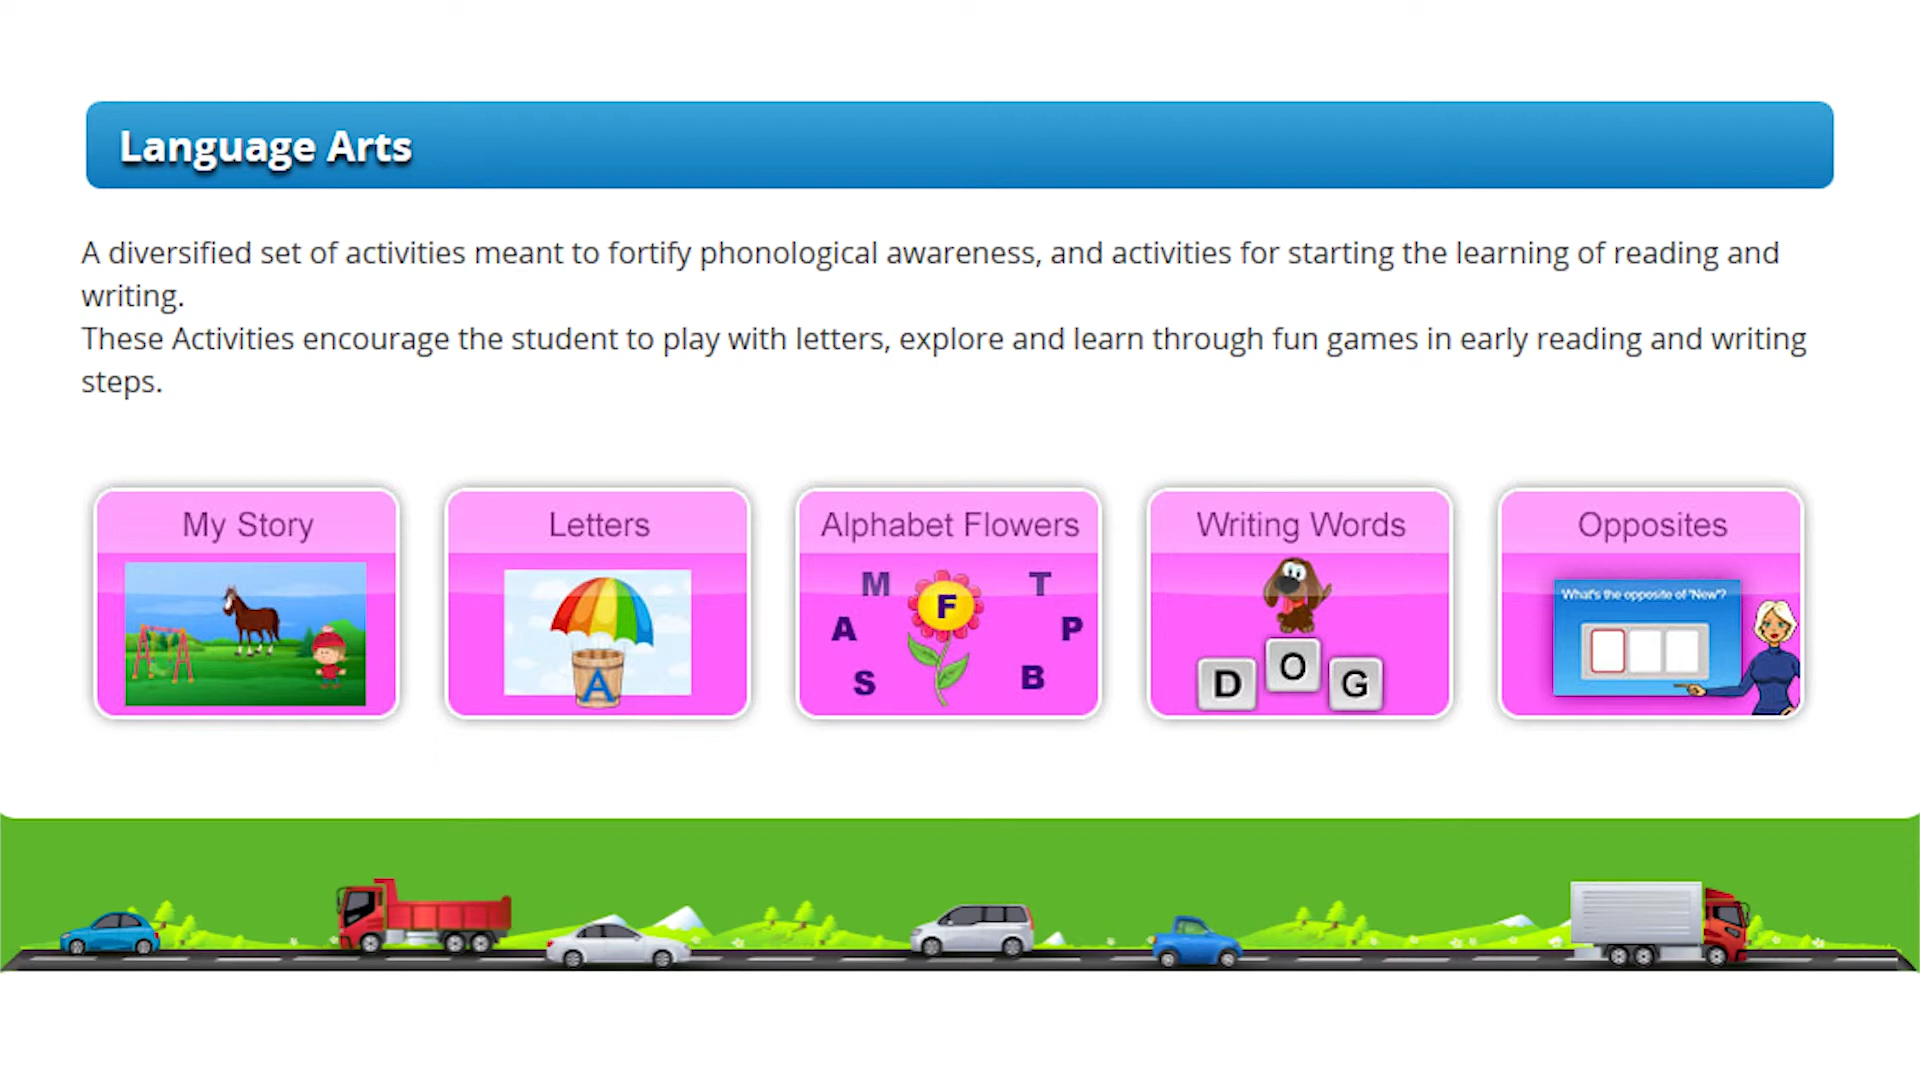 Language Arts
A diversified set of activities meant to fortify phonological awareness, and activities for starting the learning of reading and
writing.
These Activities encourage the student to play with letters, explore and learn through fun games in early reading and writing
steps.
My Story
Letters
A
Alphabet Flowers
M T
F
A P
S B
Writing Words
D O G
Opposites
What's the opposite of 'New'?